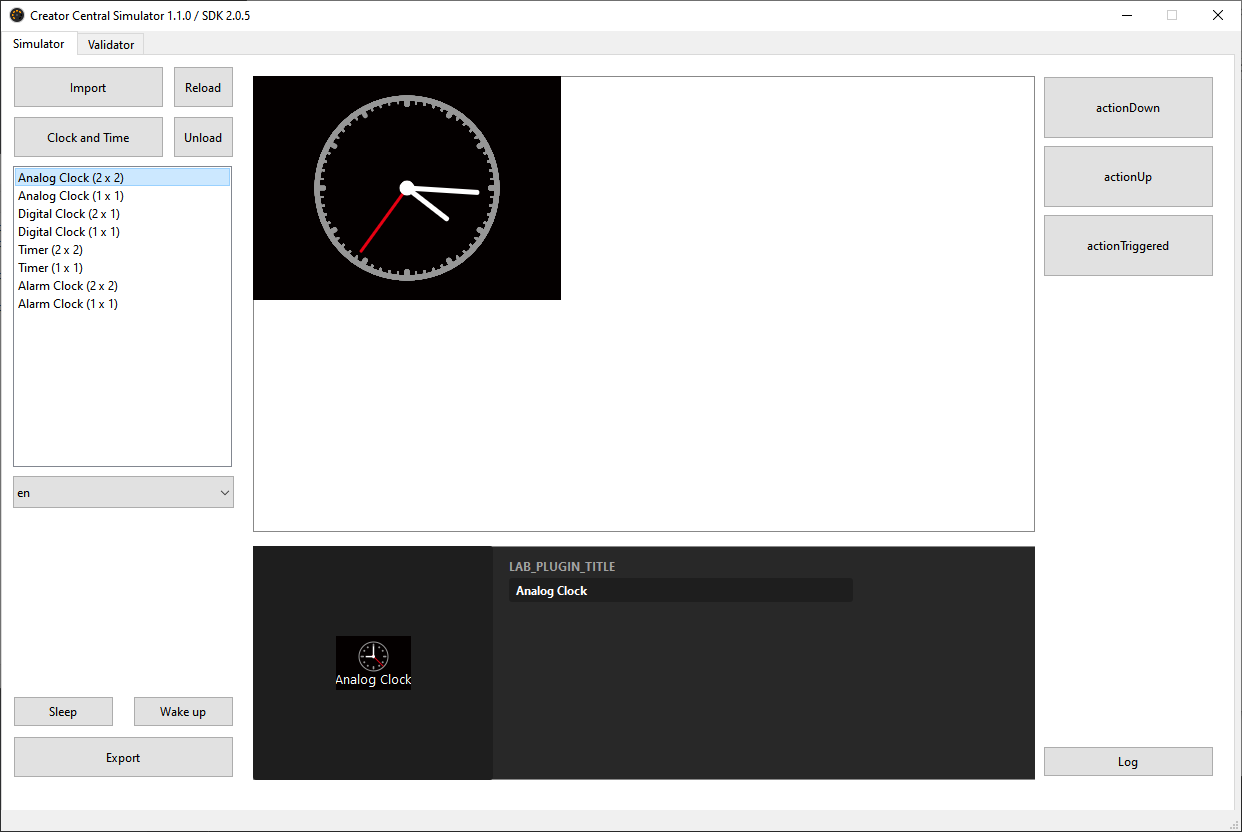 Creator Central Simulator 1.1.0 / SDK 2.0.5
Simulator
Validator
Import
Reload
Clock and Time
Unload
Analog Clock (2 x 2)
Analog Clock (1 x 1)
Digital Clock (2 x 1)
Digital Clock (1 x 1)
Timer (2 x 2)
Timer (1 x 1)
Alarm Clock (2 x 2)
Alarm Clock (1 x 1)
en
Sleep
Wake up
Export
Analog Clock
LAB_PLUGIN_TITLE
Analog Clock
actionDown
actionUp
actionTriggered
Log